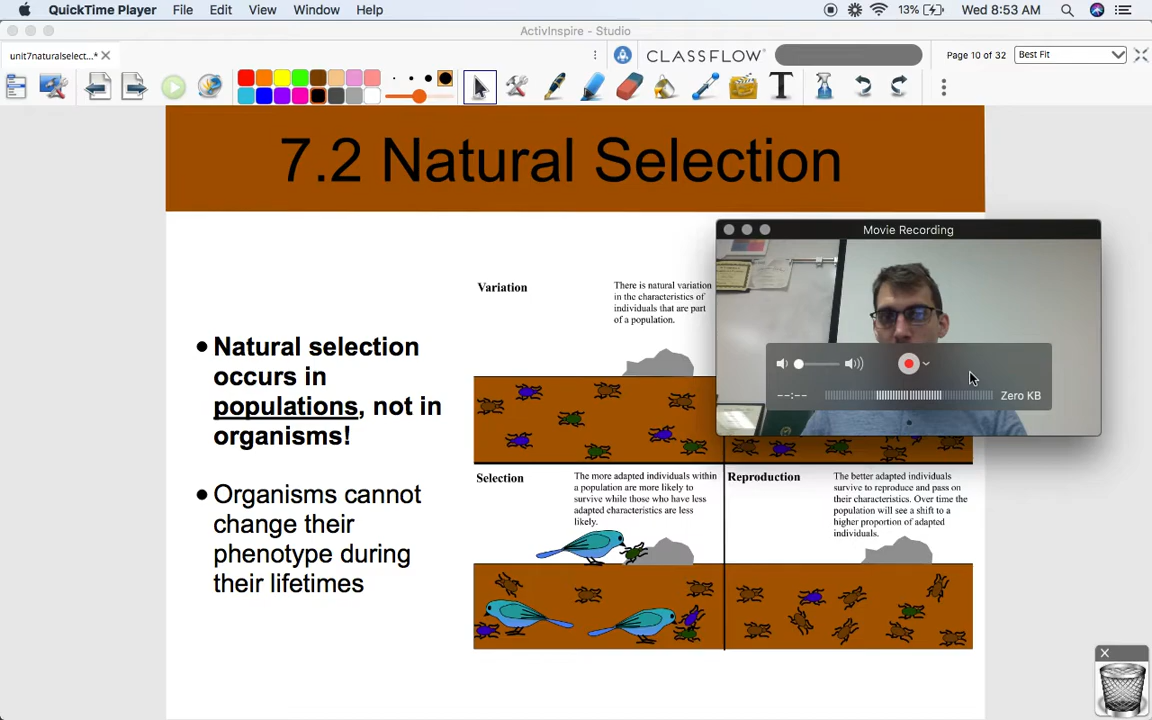 QuickTime Player File Edit View Window Help 13% Wed 8:53 AM
ActivInspire - Studio
unit7naturalselect...* CLASSFLOW Page 10 of 32 Best Fit
7.2 Natural Selection
Movie Recording
--:-- Zero KB
•Natural selection
occurs in
populations, not in
organisms!
•Organisms cannot
change their
phenotype during
their lifetimes
Variation
There is natural variation
in the characteristics of
individuals that are part
of a population.
Selection
The more adapted individuals within
a population are more likely to
survive while those who have less
adapted characteristics are less
likely.
Reproduction
The better adapted individuals
survive to reproduce and pass on
their characteristics. Over time the
population will see a shift to a
higher proportion of adapted
individuals.